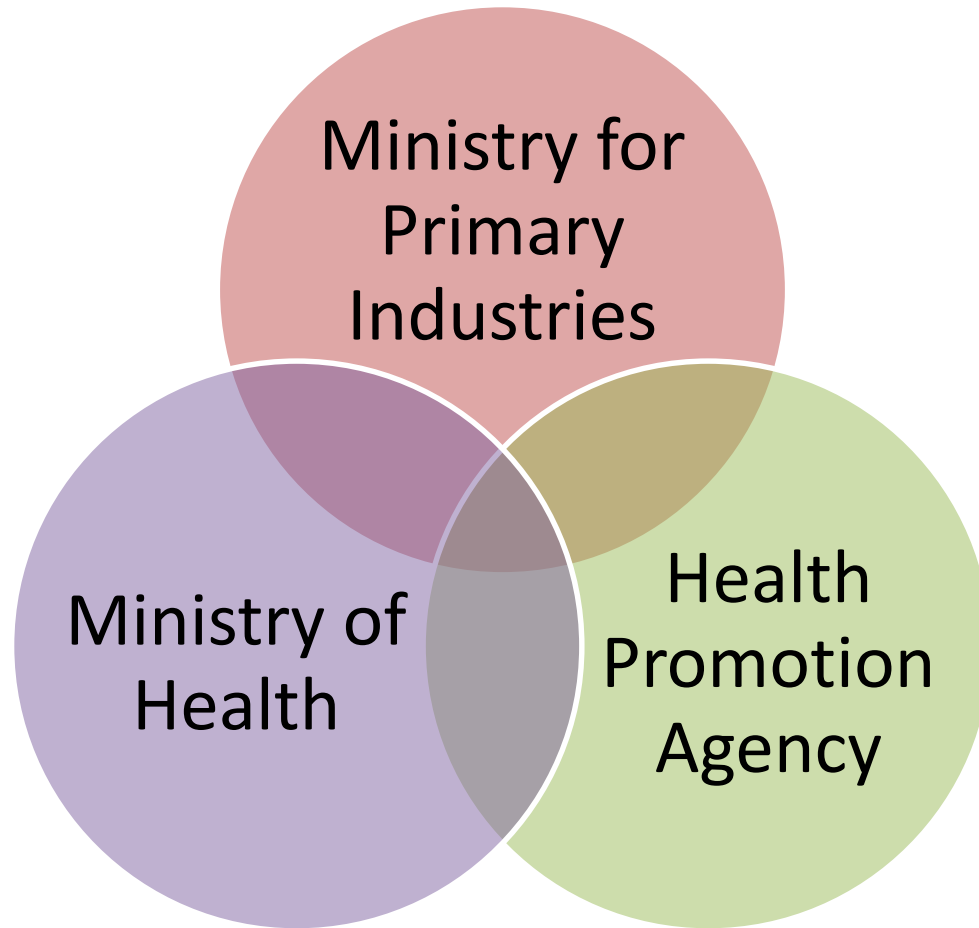 Ministry for
Primary
Industries
Ministry of
Health
Health
Promotion
Agency